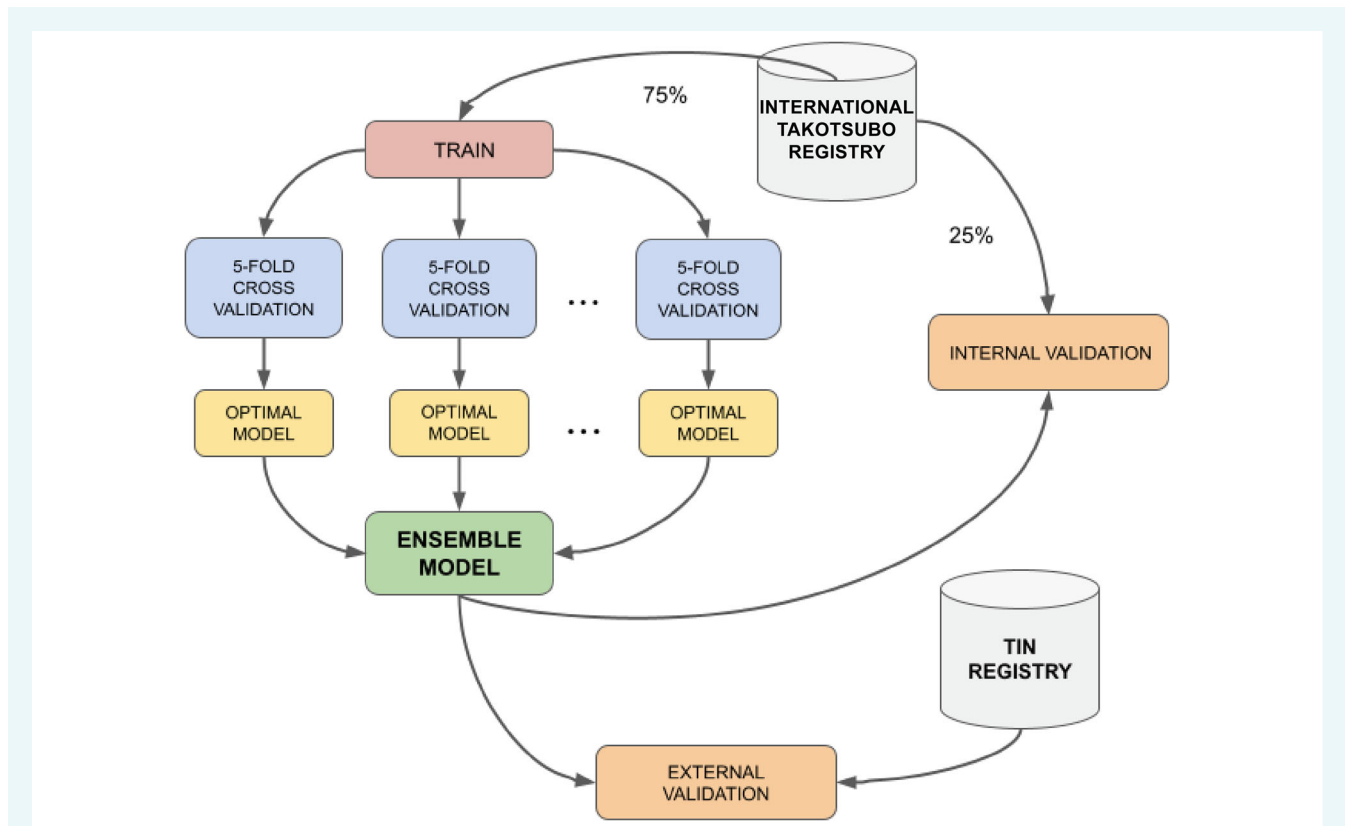 75%
INTERNATIONAL
TAKOTSUBO
REGISTRY
TRAIN
25%
5-FOLD
CROSS
VALIDATION
5-FOLD
CROSS
VALIDATION
...
5-FOLD
CROSS
VALIDATION
INTERNAL VALIDATION
OPTIMAL
MODEL
OPTIMAL
MODEL
...
OPTIMAL
MODEL
ENSEMBLE
MODEL
TIN
REGISTRY
EXTERNAL
VALIDATION